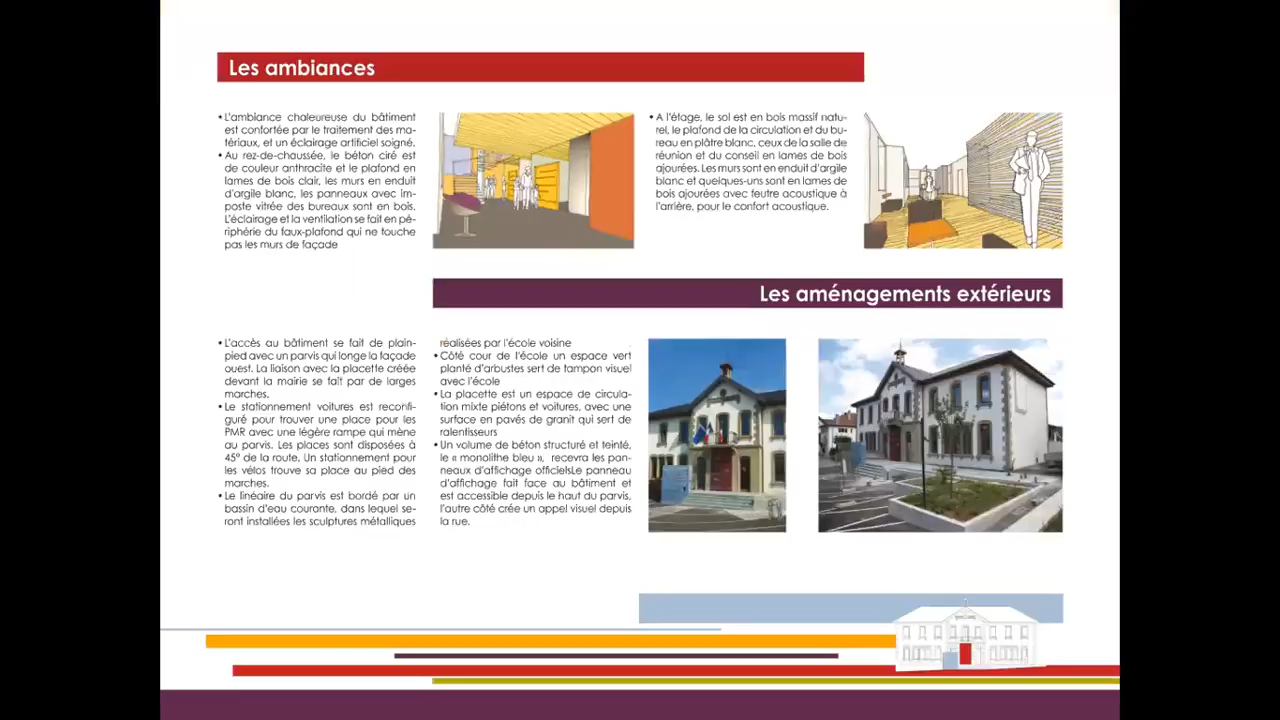 Les ambiances
•L'ambiance chaleureuse du bâtiment
est confortée par le traitement des ma-
tériaux, et un éclairage artificiel soigné.
•Au rez-de-chaussée, le béton ciré est
de couleur anthracite et le plafond en
lames de bois clair, les murs en enduit
d'argile blanc, les panneaux avec im-
poste vitrée des bureaux sont en bois.
L'éclairage et la ventilation se fait en pé-
riphérie du faux-plafond qui ne touche
pas les murs de façade
•A l'étage, le sol est en bois massif natu-
rel, le plafond de la circulation et du bu-
reau en plâtre blanc, ceux de la salle de
réunion et du conseil en lames de bois
ajourées. Les murs sont en enduit d'argile
blanc et quelques-uns sont en lames de
bois ajourées avec feutre acoustique à
l'arrière, pour le confort acoustique.
Les aménagements extérieurs
•L'accès au bâtiment se fait de plain-
pied avec un parvis qui longe la façade
ouest. La liaison avec la placette créée
devant la mairie se fait par de larges
marches.
•Le stationnement voitures est reconfi-
guré pour trouver une place pour les
PMR avec une légère rampe qui mène
au parvis. Les places sont disposées à
45° de la route. Un stationnement pour
les vélos trouve sa place au pied des
marches.
•Le linéaire du parvis est bordé par un
bassin d'eau courante, dans lequel se-
ront installées les sculptures métalliques
réalisées par l'école voisine
•Côté cour de l'école un espace vert
planté d'arbustes sert de tampon visuel
avec l'école
•La placette est un espace de circula-
tion mixte piétons et voitures, avec une
surface en pavés de granit qui sert de
ralentisseurs
•Un volume de béton structuré et teinté,
le « monolithe bleu », recevra les pan-
neaux d'affichage officielsLe panneau
d'affichage fait face au bâtiment et
est accessible depuis le haut du parvis,
l'autre côté crée un appel visuel depuis
la rue.